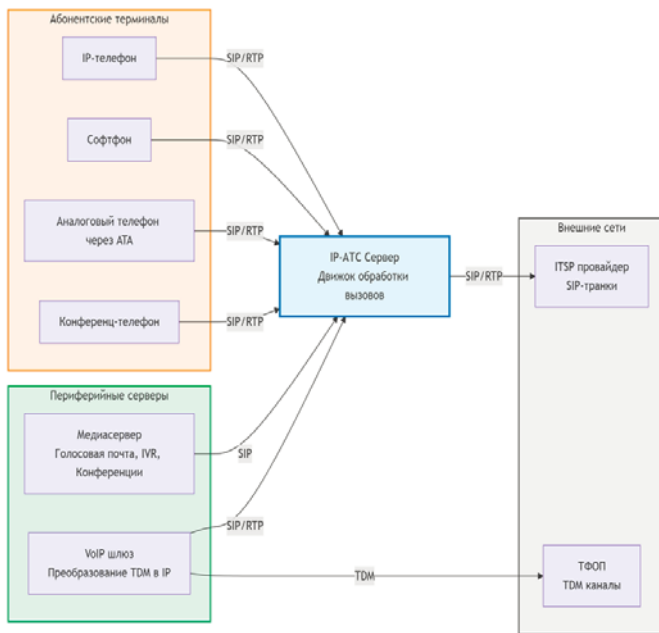 Абонентские терминалы
IP-телефон
SIP/RTP
Софтфон
SIP/RTP
Аналоговый телефон
через ATA
SIP/RTP
Конференц-телефон
SIP/RTP
IP-АТС Сервер
Движок обработки
вызовов
SIP/RTP
Внешние сети
ITSP провайдер
SIP-транки
Периферийные серверы
Медиасервер
Голосовая почта, IVR,
Конференции
SIP
SIP/RTP
VoIP шлюз
Преобразование TDM в IP
TDM
ТФОП
TDM каналы